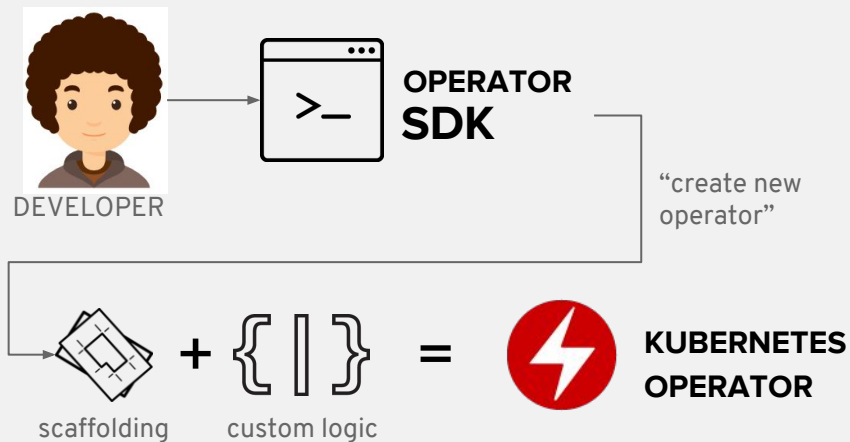 OPERATOR
SDK
DEVELOPER
“create new
operator”
+
=
KUBERNETES
OPERATOR
scaffolding
custom logic